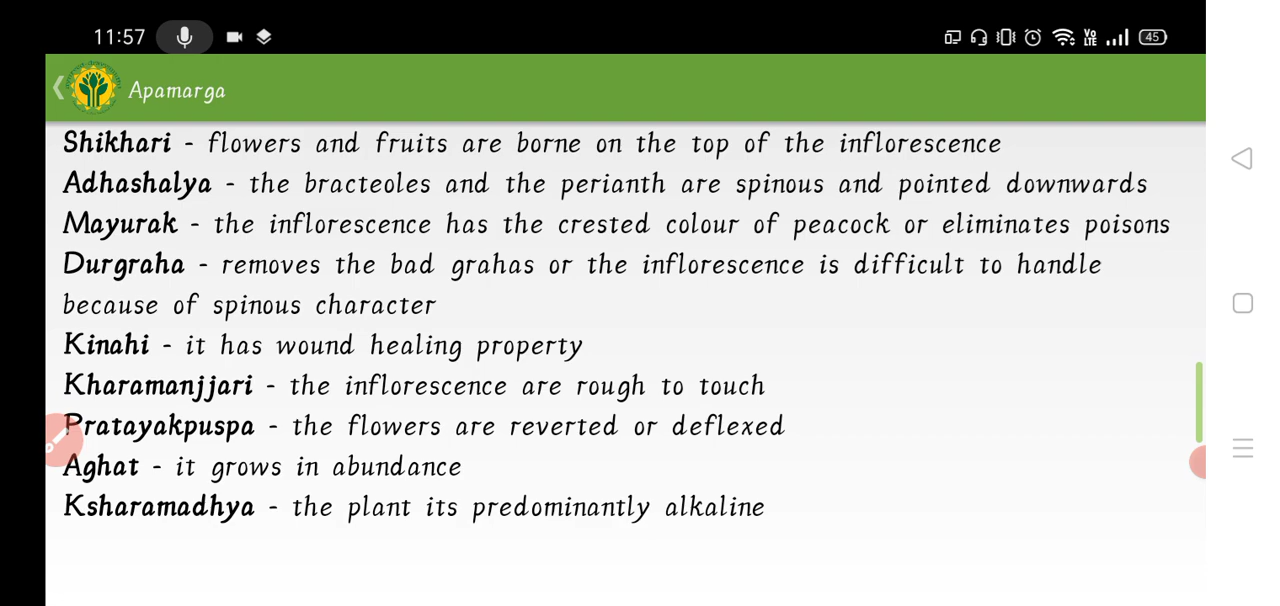 11:57
Vo LTE
45
Apamarga
Shikhari - flowers and fruits are borne on the top of the inflorescence
Adhashalya - the bracteoles and the perianth are spinous and pointed downwards
Mayurak - the inflorescence has the crested colour of peacock or eliminates poisons
Durgraha - removes the bad grahas or the inflorescence is difficult to handle
because of spinous character
Kinahi - it has wound healing property
Kharamanjjari - the inflorescence are rough to touch
Pratayakpuspa - the flowers are reverted or deflexed
Aghat - it grows in abundance
Ksharamadhya - the plant its predominantly alkaline